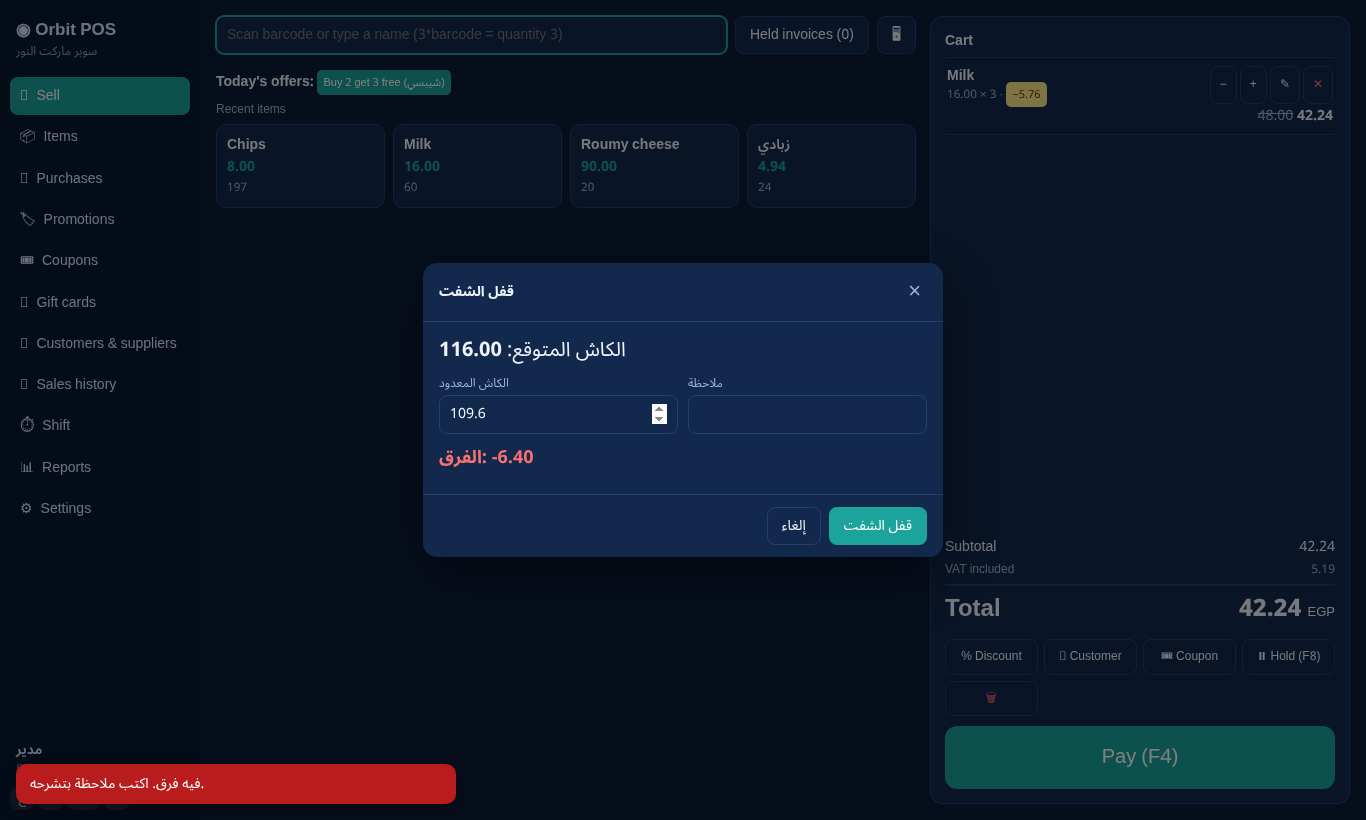 Orbit POS
سوبر ماركت النور
Sell
Items
Purchases
Promotions
Coupons
Gift cards
Customers & suppliers
Sales history
Shift
Reports
Settings
مدير
Scan barcode or type a name (3*barcode = quantity 3)
Held invoices (0)
Today's offers: Buy 2 get 3 free (شيبسي)
Recent items
Chips
8.00
197
Milk
16.00
60
Roumy cheese
90.00
20
زبادي
4.94
24
Cart
Milk
16.00 × 3 - −5.76
− + ✎ ✕
48.00 42.24
Subtotal 42.24
VAT included 5.19
Total 42.24 EGP
% Discount
Customer
Coupon
Hold (F8)
Pay (F4)
قفل الشفت ×
الكاش المتوقع: 116.00
الكاش المعدود
109.6
ملاحظة
الفرق: -6.40
إلغاء
قفل الشفت
فيه فرق. اكتب ملاحظة بتشرحه.